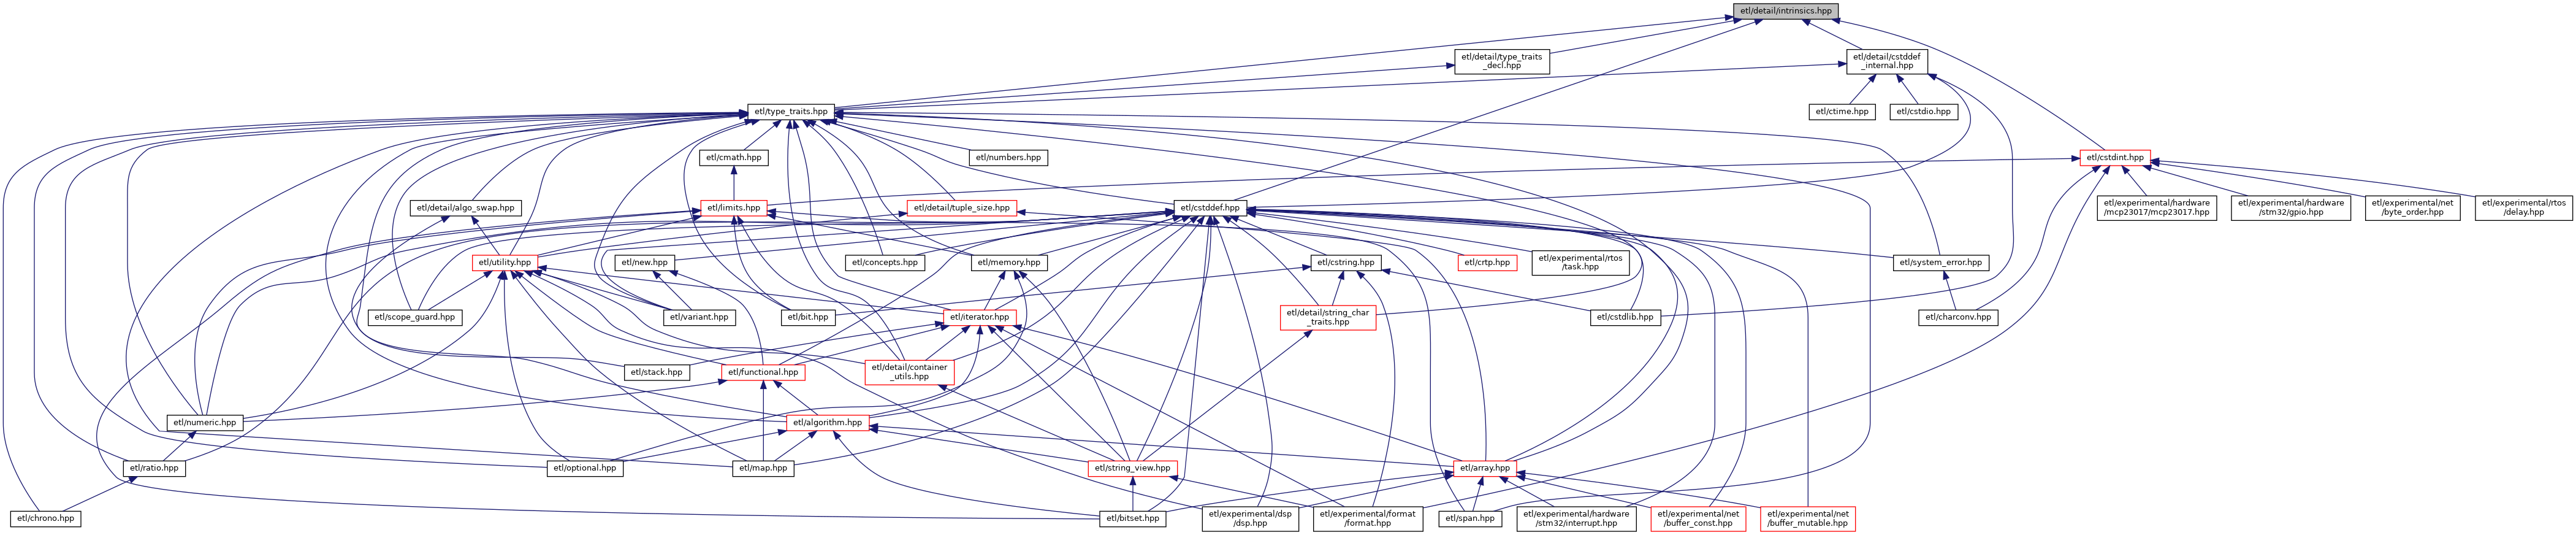 etl/detail/intrinsics.hpp
etl/detail/type_traits
_decl.hpp
etl/detail/cstddef
_internal.hpp
etl/type_traits.hpp
etl/ctime.hpp
etl/cstdio.hpp
etl/cmath.hpp
etl/numbers.hpp
etl/cstdint.hpp
etl/detail/algo_swap.hpp
etl/limits.hpp
etl/detail/tuple_size.hpp
etl/cstddef.hpp
etl/experimental/hardware
/mcp23017/mcp23017.hpp
etl/experimental/hardware
/stm32/gpio.hpp
etl/experimental/net
/byte_order.hpp
etl/experimental/rtos
/delay.hpp
etl/utility.hpp
etl/new.hpp
etl/concepts.hpp
etl/memory.hpp
etl/cstring.hpp
etl/crtp.hpp
etl/experimental/rtos
/task.hpp
etl/system_error.hpp
etl/scope_guard.hpp
etl/variant.hpp
etl/bit.hpp
etl/iterator.hpp
etl/detail/string_char
_traits.hpp
etl/cstdlib.hpp
etl/charconv.hpp
etl/stack.hpp
etl/functional.hpp
etl/detail/container
_utils.hpp
etl/numeric.hpp
etl/algorithm.hpp
etl/ratio.hpp
etl/optional.hpp
etl/map.hpp
etl/string_view.hpp
etl/array.hpp
etl/chrono.hpp
etl/bitset.hpp
etl/experimental/dsp
/dsp.hpp
etl/experimental/format
/format.hpp
etl/span.hpp
etl/experimental/hardware
/stm32/interrupt.hpp
etl/experimental/net
/buffer_const.hpp
etl/experimental/net
/buffer_mutable.hpp